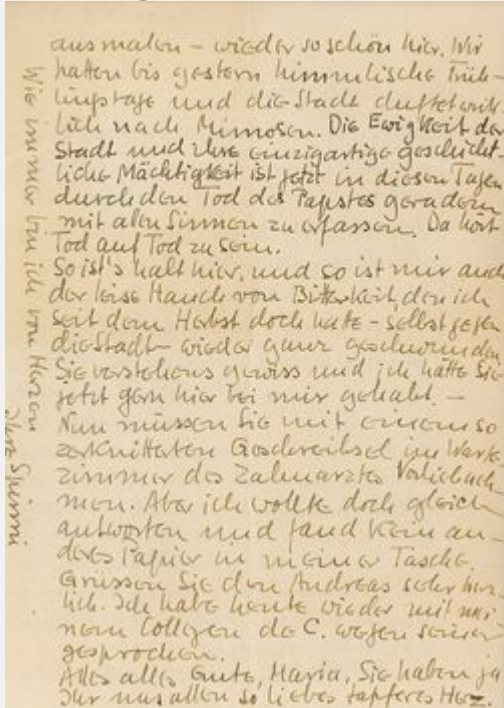 ausmalen – wieder so schön hier. Wir
hatten bis gestern himmlische Früh-
lingstage und die Stadt duftet wirk-
lich nach Mimosen. Die Ewigkeit der
Stadt und ihre einzigartige geschicht-
liche Mächtigkeit ist jetzt in diesen Tagen
durch den Tod des Papstes geradezu
mit allen Sinnen zu erfassen. Da hört
Tod auf Tod zu sein.
So ist's halt hier, und so ist mir auch
der leise Hauch von Bitterkeit, den ich
seit dem Herbst doch hatte – selbst gegen
die Stadt – wieder ganz geschwunden
Sie verstehens gewiss und ich hätte Sie
jetzt gern hier bei mir gehabt. –
Nun müssen Sie mit einem so
zerknitterten Geschreibsel im Warte
zimmer des Zahnarztes vorlieb neh
men. Aber ich wollte doch gleich
antworten und fand kein an-
deres Papier in meiner Tasche.
Grüssen Sie den Andreas sehr herz-
lich. Ich habe heute wieder mit mei-
nem Collegen de C. wegen seiner
gesprochen.
Alles alles Gute, Maria, Sie haben ja
Ihr uns allen so liebes tapferes Herz.
Wie immer bin ich von Herzen
Ihre